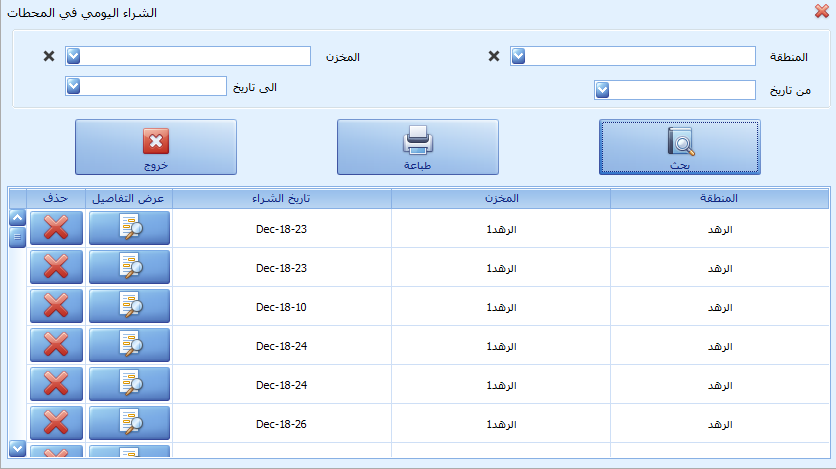 الشراء اليومي في المحطات
المنطقة
المخزن
من تاريخ
الى تاريخ
بحث
طباعة
خروج
المنطقة المخزن تاريخ الشراء عرض التفاصيل حذف
الرهد الرهد1 Dec-18-23
الرهد الرهد1 Dec-18-23
الرهد الرهد1 Dec-18-10
الرهد الرهد1 Dec-18-24
الرهد الرهد1 Dec-18-24
الرهد الرهد1 Dec-18-26